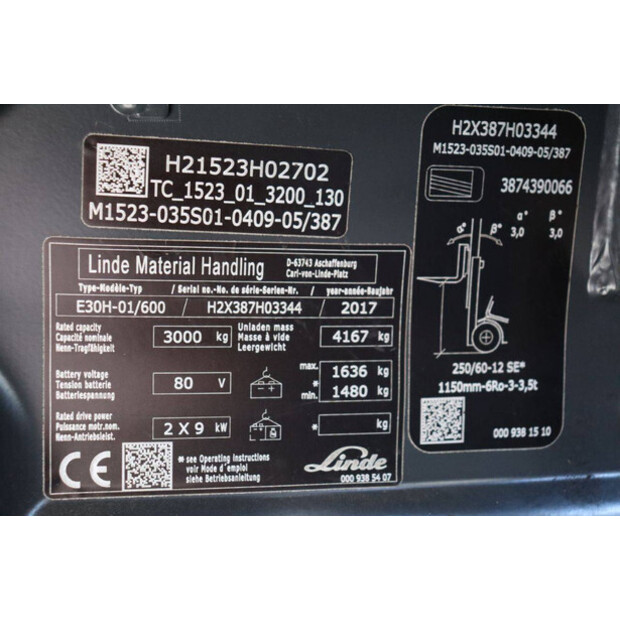 H21523H02702
TC_1523_01_3200_130
M1523-035S01-0409-05/387
Linde Material Handling
D-63743 Aschaffenburg
Carl-von-Linde-Platz
Type-Modèle-Typ / Serial no.-No. de série-Serien-Nr. / year-année-Baujahr
E30H-01/600 / H2X387H03344 / 2017
Rated capacity
Capacité nominale
Nenn-Tragfähigkeit
3000 kg
Unladen mass
Masse à vide
Leergewicht
4167 kg
Battery voltage
Tension batterie
Batteriespannung
80 V
max. 1636 kg
*
min. 1480 kg
Rated drive power
Puissance motr.nom.
Nenn-Antriebsleist.
2 X 9 kW
* kg
CE
*see Operating Instructions
voir Mode d'emploi
siehe Betriebsanleitung
Linde
000 938 54 07
H2X387H03344
M1523-035S01-0409-05/387
3874390066
α° β°
α° 3,0
β° 3,0
250/60-12 SE*
1150mm-6Ro-3-3,5t
000 938 15 10